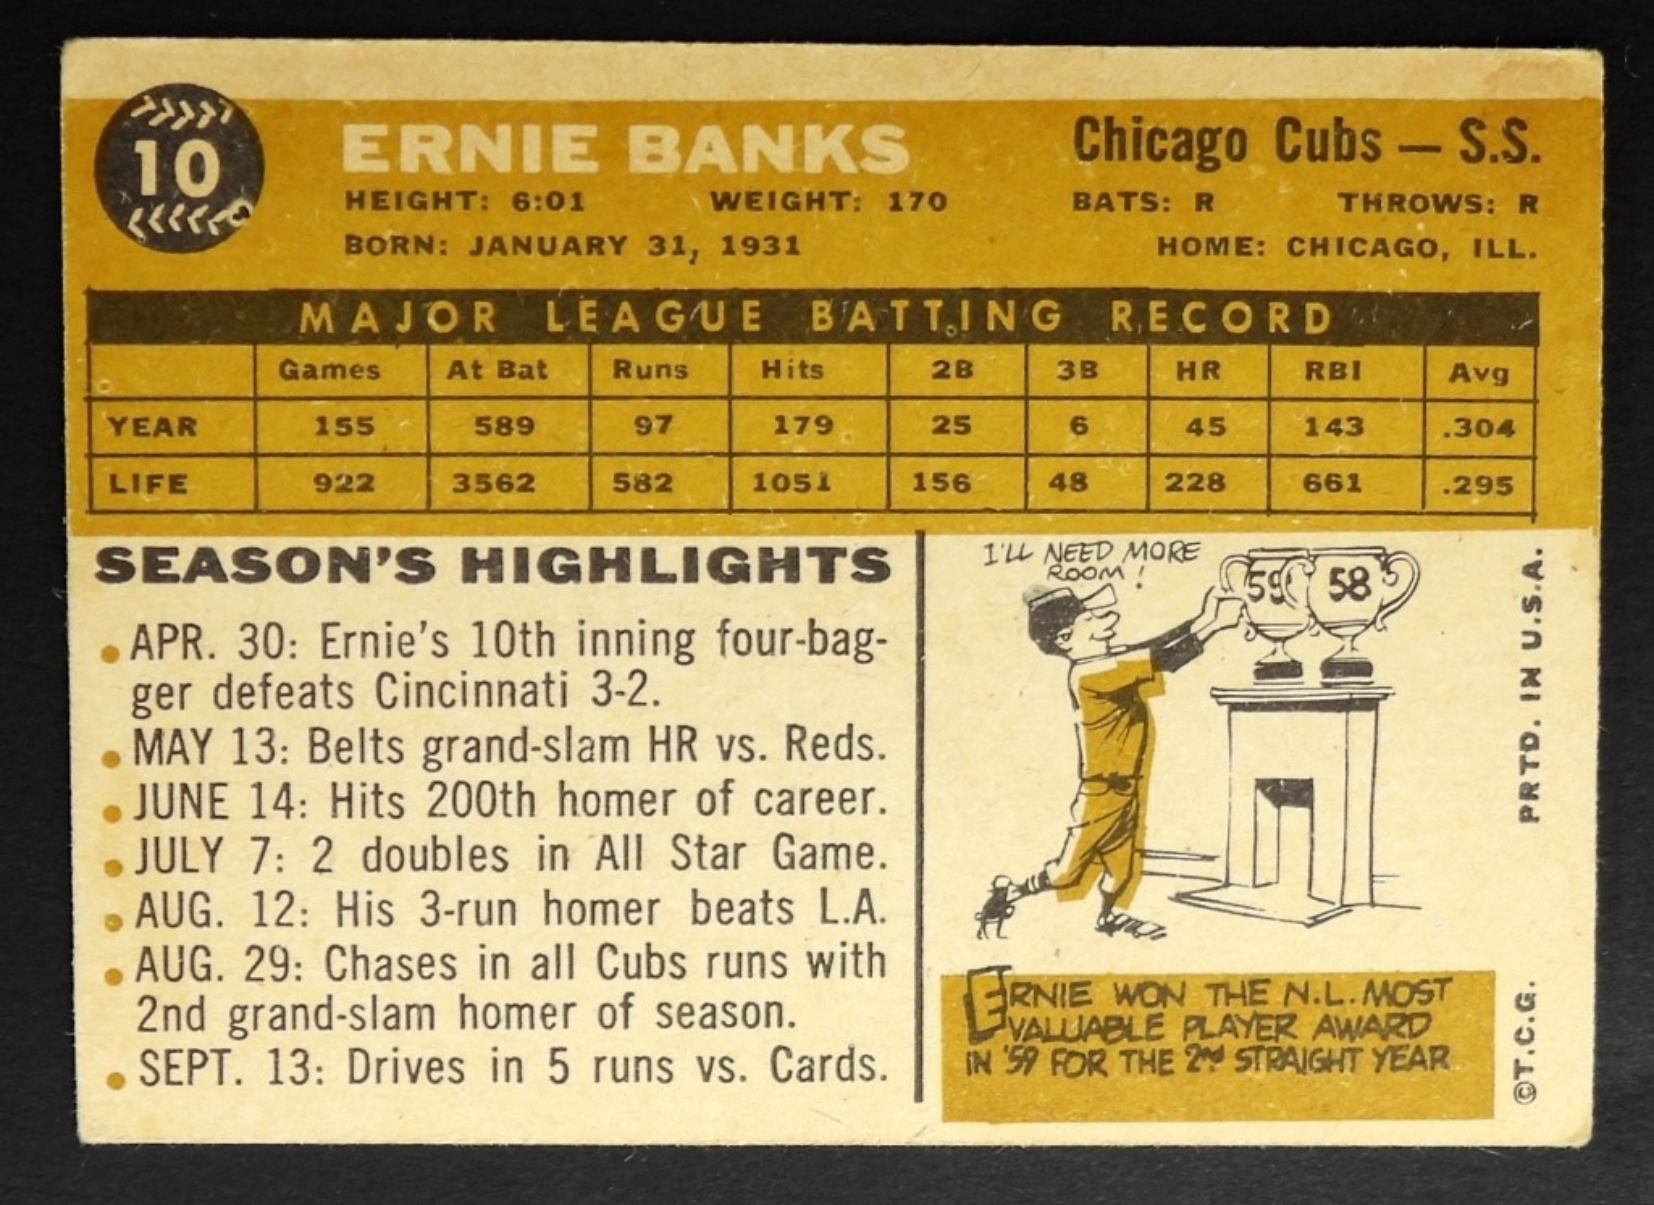 10
ERNIE BANKS
Chicago Cubs — S.S.
HEIGHT: 6:01 WEIGHT: 170 BATS: R THROWS: R
BORN: JANUARY 31, 1931 HOME: CHICAGO, ILL.
MAJOR LEAGUE BATTING RECORD
Games At Bat Runs Hits 2B 3B HR RBI Avg
YEAR 155 589 97 179 25 6 45 143 .304
LIFE 922 3562 582 1051 156 48 228 661 .295
SEASON'S HIGHLIGHTS
• APR. 30: Ernie's 10th inning four-bag-
ger defeats Cincinnati 3-2.
• MAY 13: Belts grand-slam HR vs. Reds.
• JUNE 14: Hits 200th homer of career.
• JULY 7: 2 doubles in All Star Game.
• AUG. 12: His 3-run homer beats L.A.
• AUG. 29: Chases in all Cubs runs with
2nd grand-slam homer of season.
• SEPT. 13: Drives in 5 runs vs. Cards.
I'LL NEED MORE
ROOM!
59 58
ERNIE WON THE N.L. MOST
VALUABLE PLAYER AWARD
IN '59 FOR THE 2ND STRAIGHT YEAR
©T.C.G. PRTD. IN U.S.A.